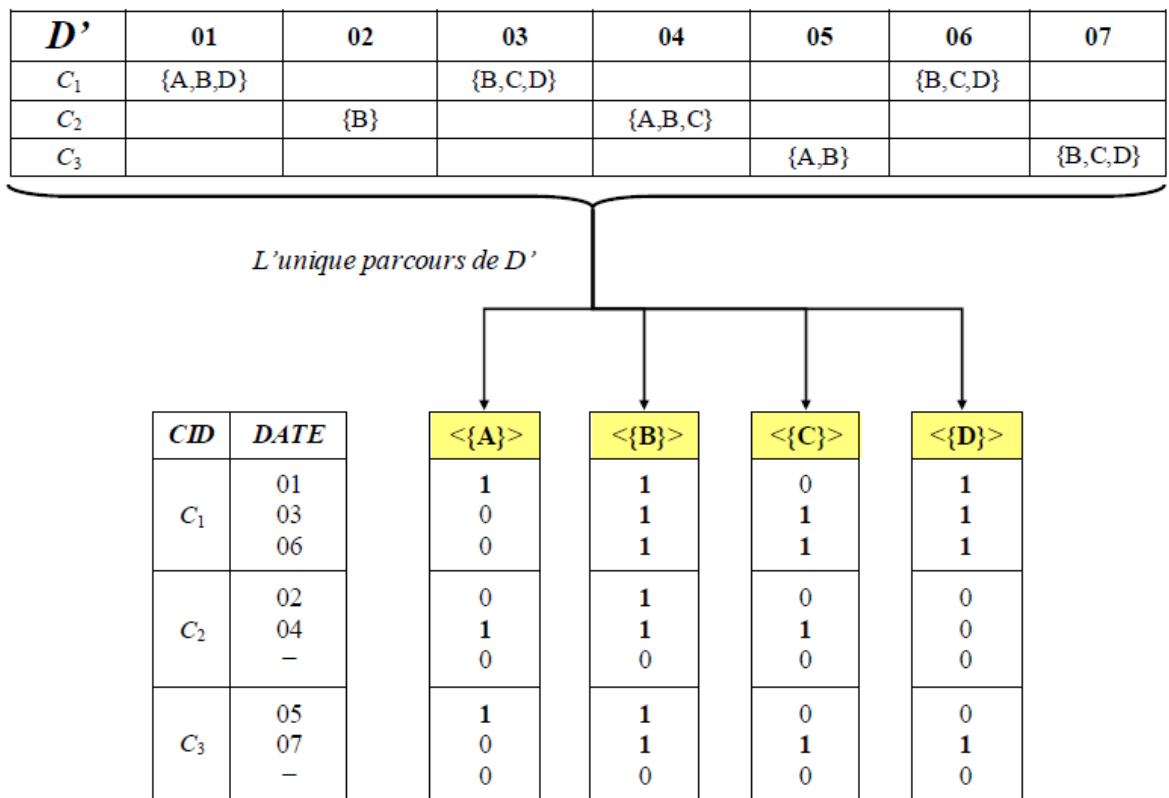 D’ 01 02 03 04 05 06 07
C1 {A,B,D} {B,C,D} {B,C,D}
C2 {B} {A,B,C}
C3 {A,B} {B,C,D}
L’unique parcours de D’
CID DATE <{A}> <{B}> <{C}> <{D}>
01 1 1 0 1
C1 03 0 1 1 1
06 0 1 1 1
02 0 1 0 0
C2 04 1 1 1 0
– 0 0 0 0
05 1 1 0 0
C3 07 0 1 1 1
– 0 0 0 0